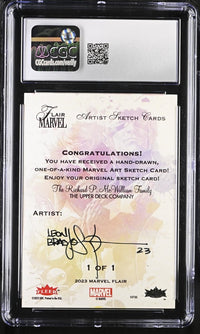 CGC
CGCcards.com/verify
Flair
MARVEL
Artist Sketch Cards
Congratulations!
You have received a hand-drawn,
one-of-a-kind Marvel Art Sketch Card!
Enjoy your original sketch card!
The Richard P. McWilliam Family
The Upper Deck Company
Artist:
LEON
BRADY
23
1 of 1
2023 Marvel Flair
FLEER
MARVEL
© MARVEL